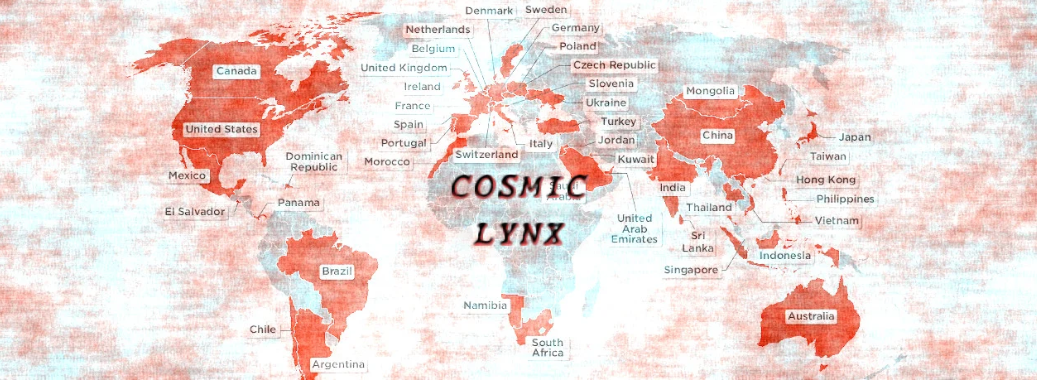 Denmark
Sweden
Netherlands
Germany
Belgium
Poland
United Kingdom
Czech Republic
Ireland
Slovenia
France
Ukraine
Spain
Turkey
Portugal
Jordan
Morocco
Switzerland
Italy
Kuwait
Canada
United States
Mexico
Dominican
Republic
El Salvador
Panama
Brazil
Chile
Argentina
COSMIC
LYNX
Saudi
Arabia
United
Arab
Emirates
Namibia
South
Africa
Mongolia
China
Japan
Taiwan
Hong Kong
India
Philippines
Thailand
Vietnam
Sri
Lanka
Indonesia
Singapore
Australia